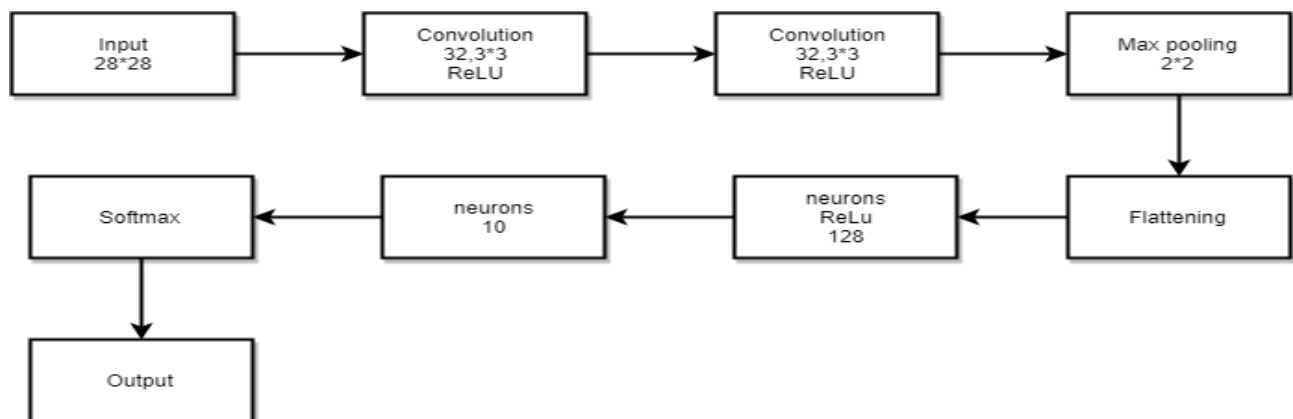 Input
28*28
Convolution
32,3*3
ReLU
Convolution
32,3*3
ReLU
Max pooling
2*2
Flattening
neurons
ReLu
128
neurons
10
Softmax
Output